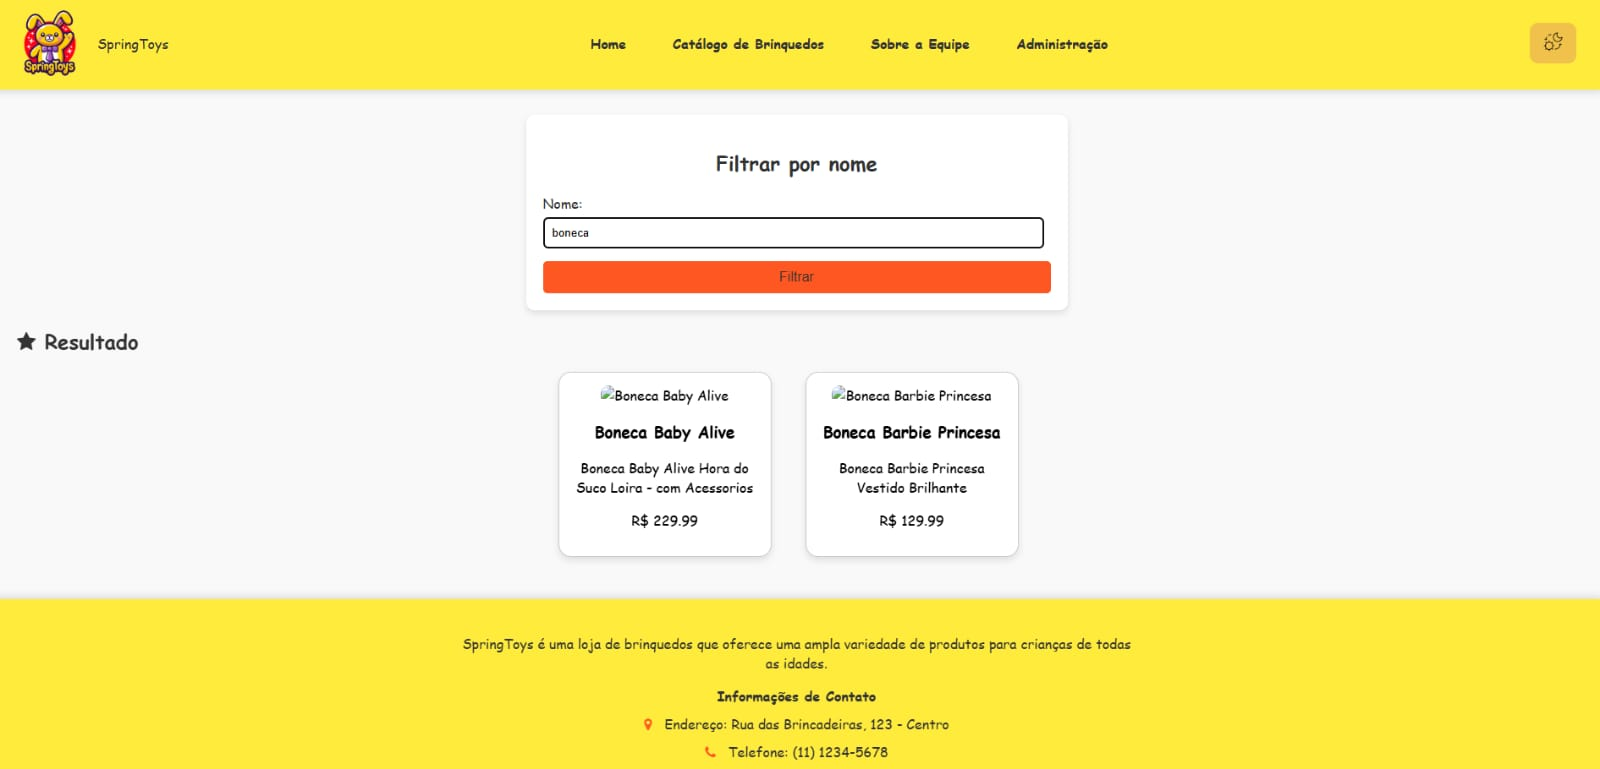 SpringToys
SpringToys
Home
Catálogo de Brinquedos
Sobre a Equipe
Administração
Filtrar por nome
Nome:
boneca
Filtrar
Resultado
Boneca Baby Alive
Boneca Baby Alive
Boneca Baby Alive Hora do
Suco Loira - com Acessorios
R$ 229.99
Boneca Barbie Princesa
Boneca Barbie Princesa
Boneca Barbie Princesa
Vestido Brilhante
R$ 129.99
SpringToys é uma loja de brinquedos que oferece uma ampla variedade de produtos para crianças de todas
as idades.
Informações de Contato
Endereço: Rua das Brincadeiras, 123 - Centro
Telefone: (11) 1234-5678